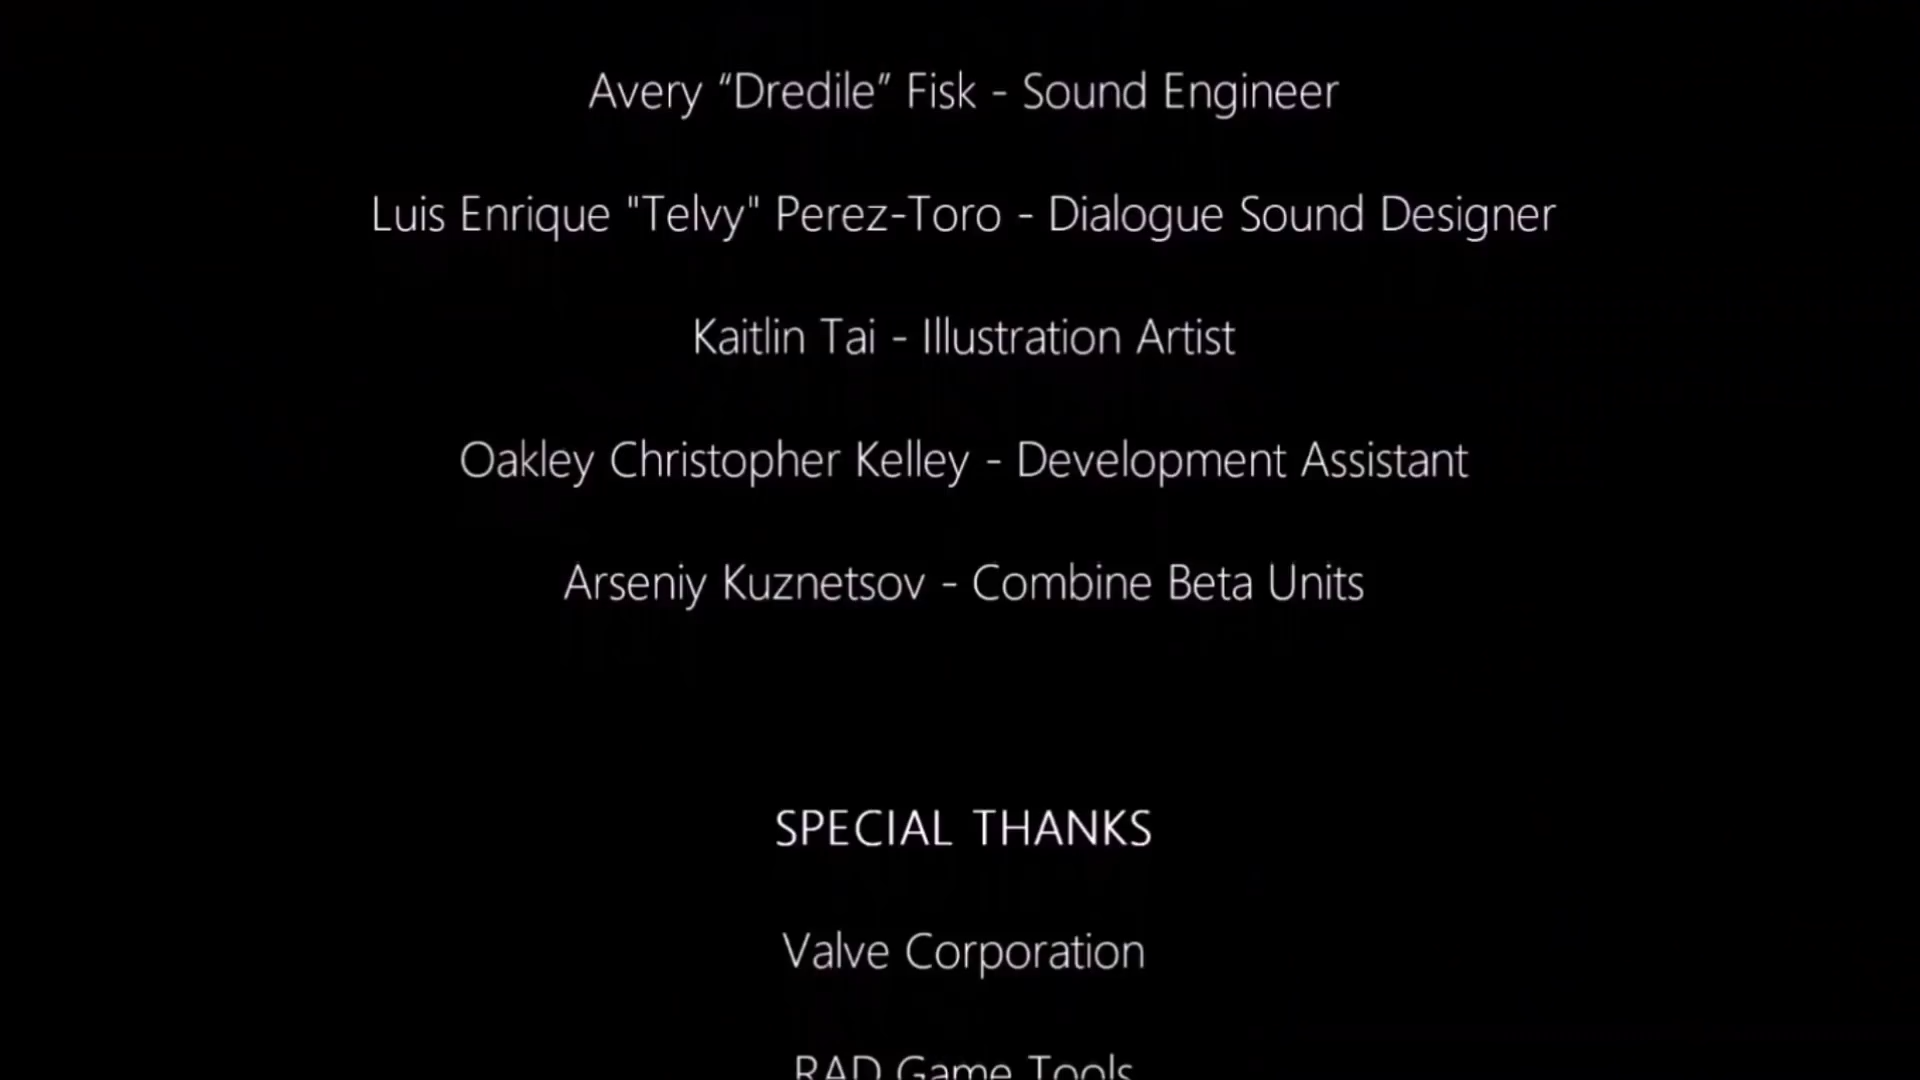 Avery “Dredile” Fisk - Sound Engineer
Luis Enrique "Telvy" Perez-Toro - Dialogue Sound Designer
Kaitlin Tai - Illustration Artist
Oakley Christopher Kelley - Development Assistant
Arseniy Kuznetsov - Combine Beta Units
SPECIAL THANKS
Valve Corporation
RAD Game Tools